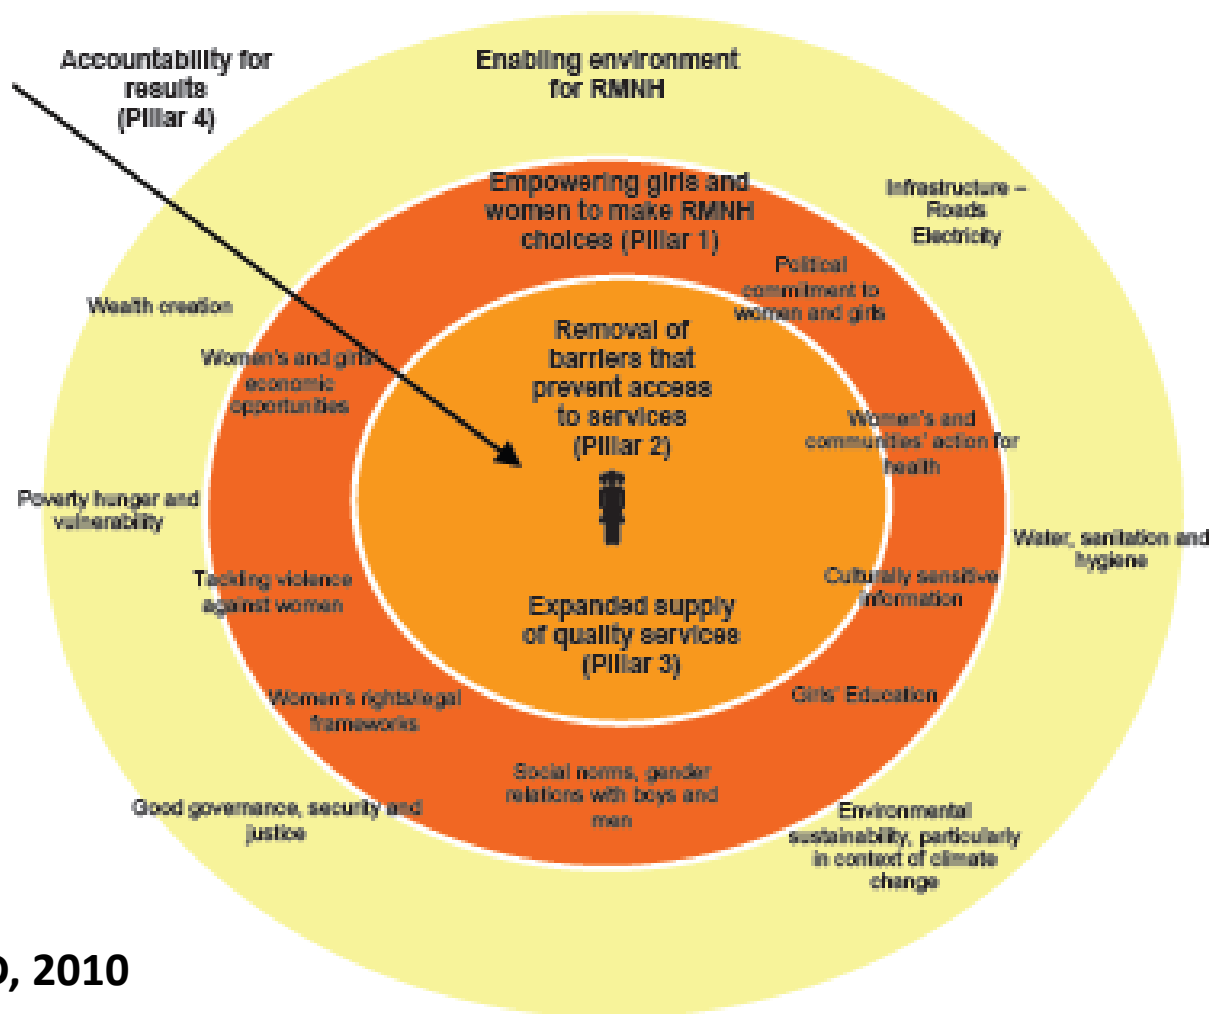 Accountability for
results
(Pillar 4)
Enabling environment
for RMNH
Empowering girls and
women to make RMNH
choices (Pillar 1)
Infrastructure –
Roads
Electricity
Political
commitment to
women and girls
Wealth creation
Women's and girls'
economic
opportunities
Removal of
barriers that
prevent access
to services
(Pillar 2)
Women's and
communities' action for
health
Poverty hunger and
vulnerability
Water, sanitation and
hygiene
Tackling violence
against women
Culturally sensitive
information
Expanded supply
of quality services
(Pillar 3)
Women's rights/legal
frameworks
Girls' Education
Social norms, gender
relations with boys and
men
Good governance, security and
justice
Environmental
sustainability, particularly
in context of climate
change
, 2010